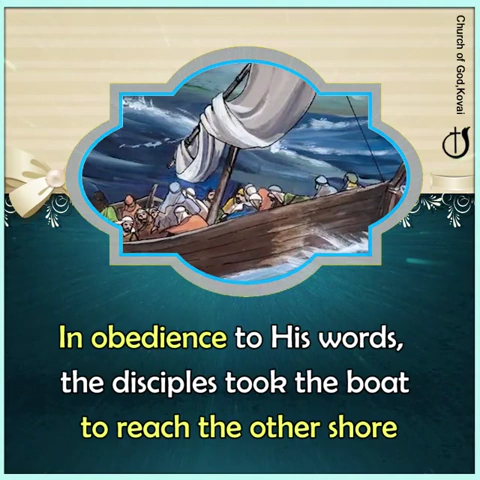 Church of God,Kovai
In obedience to His words,
the disciples took the boat
to reach the other shore